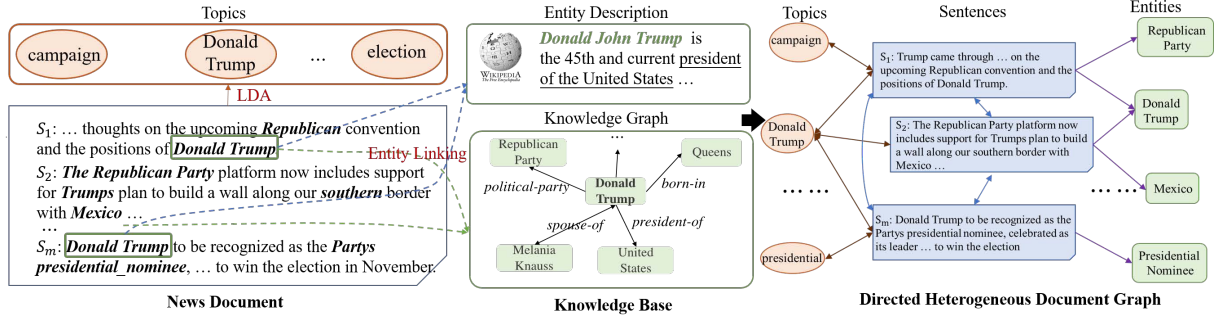 Topics
campaign
Donald
Trump
...
election
LDA
S1: … thoughts on the upcoming Republican convention
and the positions of Donald Trump.
S2: The Republican Party platform now includes support
for Trumps plan to build a wall along our southern border
with Mexico …
...
Sm: Donald Trump to be recognized as the Partys
presidential_nominee, … to win the election in November.
News Document
Entity Linking
Entity Description
WIKIPEDIA
The Free Encyclopedia
Donald John Trump is
the 45th and current president
of the United States …
Knowledge Graph
...
Republican
Party
Queens
political-party
Donald
Trump
born-in
spouse-of
president-of
Melania
Knauss
United
States
Knowledge Base
Topics
Sentences
Entities
campaign
Donald
Trump
... ...
presidential
S1: Trump came through … on the
upcoming Republican convention and the
positions of Donald Trump.
S2: The Republican Party platform now
includes support for Trumps plan to build
a wall along our southern border with
Mexico …
Sm: Donald Trump to be recognized as the
Partys presidential nominee, celebrated as
its leader … to win the election
Republican
Party
Donald
Trump
Mexico
... ...
Presidential
Nominee
Directed Heterogeneous Document Graph